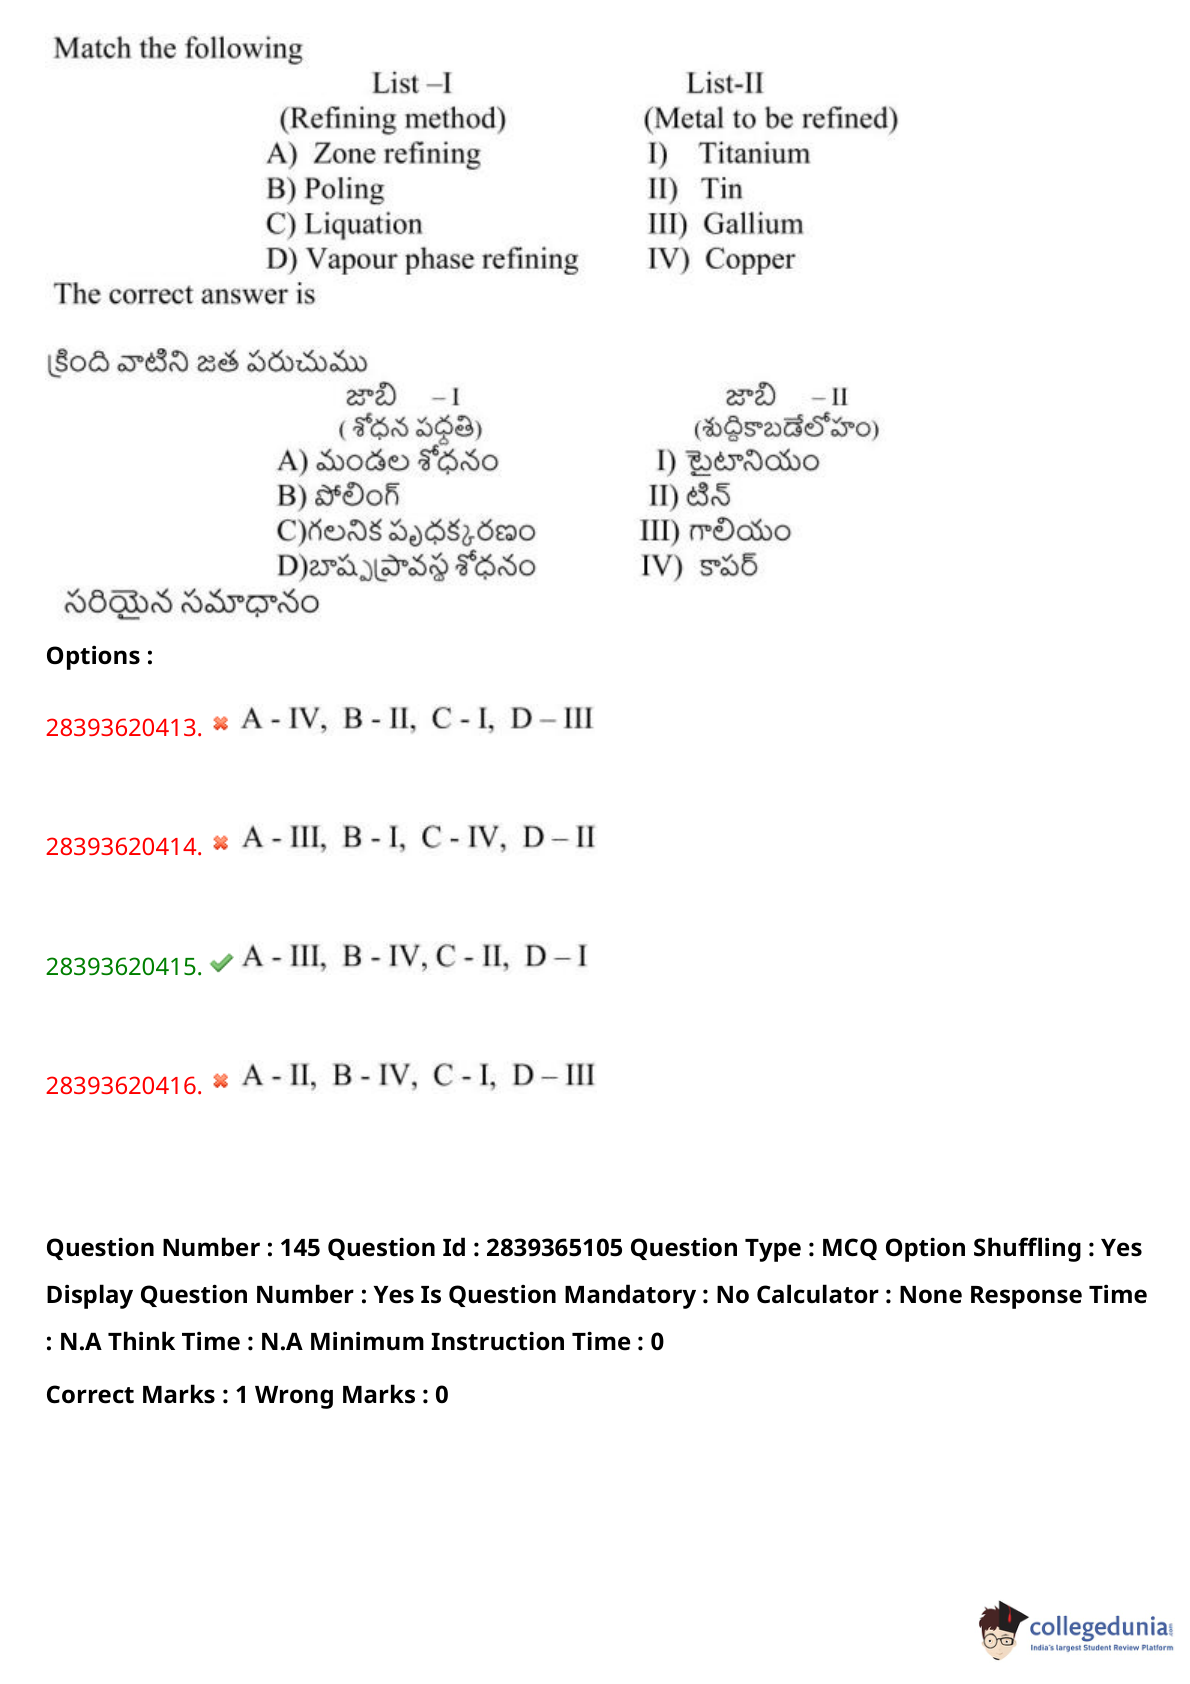 Match the following
List –I List-II
(Refining method) (Metal to be refined)
A) Zone refining I) Titanium
B) Poling II) Tin
C) Liquation III) Gallium
D) Vapour phase refining IV) Copper
The correct answer is
క్రింది వాటిని జత పరుచుము
జాబి – I జాబి – II
( శోధన పద్ధతి) (శుద్ధికాబడేలోహం)
A) మండల శోధనం I) టైటానియం
B) పోలింగ్ II) టిన్
C)గలనిక పృధక్కరణం III) గాలియం
D)బాష్పప్రావస్థ శోధనం IV) కాపర్
సరియైన సమాధానం
Options :
28393620413. A - IV, B - II, C - I, D – III
28393620414. A - III, B - I, C - IV, D – II
28393620415. A - III, B - IV, C - II, D – I
28393620416. A - II, B - IV, C - I, D – III
Question Number : 145 Question Id : 2839365105 Question Type : MCQ Option Shuffling : Yes
Display Question Number : Yes Is Question Mandatory : No Calculator : None Response Time
: N.A Think Time : N.A Minimum Instruction Time : 0
Correct Marks : 1 Wrong Marks : 0
collegedunia.com
India's largest Student Review Platform